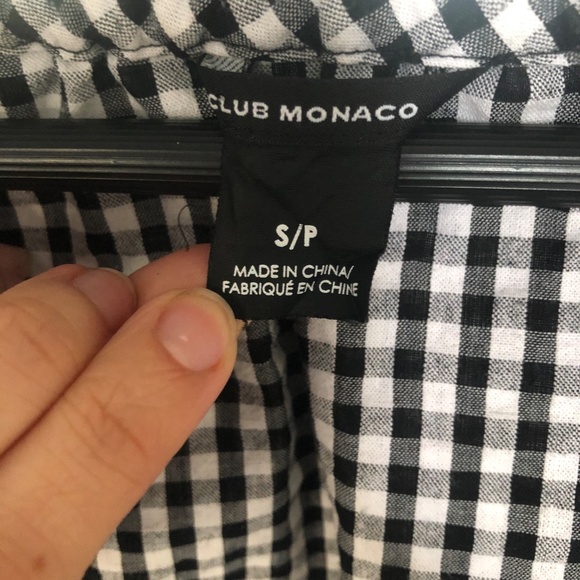 CLUB MONACO
S/P
MADE IN CHINA/
FABRIQUÉ EN CHINE